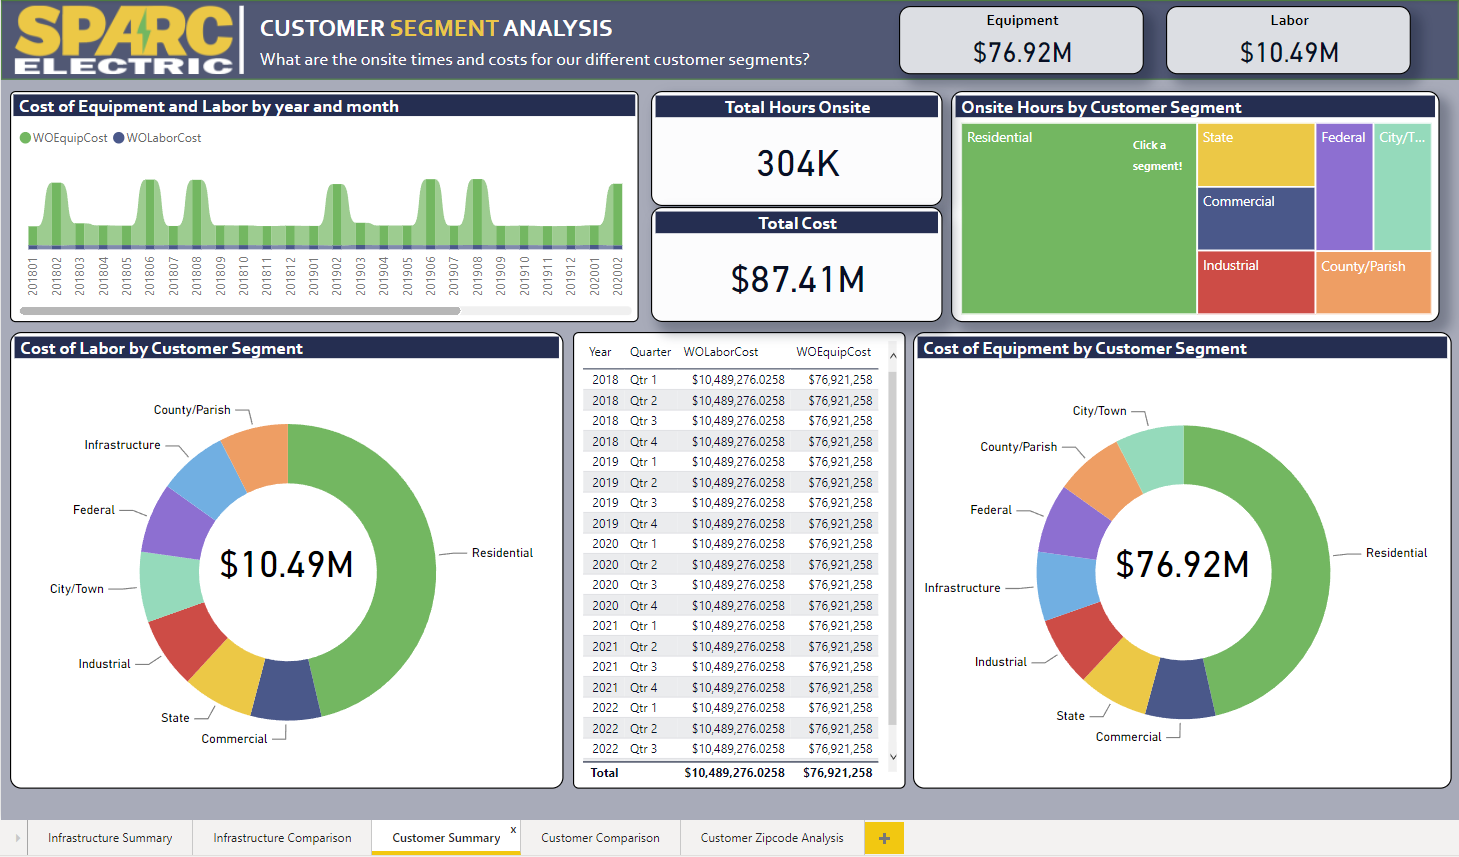 SPARC
ELECTRIC
CUSTOMER SEGMENT ANALYSIS
What are the onsite times and costs for our different customer segments?
Equipment
$76.92M
Labor
$10.49M
Cost of Equipment and Labor by year and month
WOEquipCost WOLaborCost
201801 201802 201803 201804 201805 201806 201807 201808 201809 201810 201811 201812 201901 201902 201903 201904 201905 201906 201907 201908 201909 201910 201911 201912 202001 202002
Total Hours Onsite
304K
Total Cost
$87.41M
Onsite Hours by Customer Segment
Residential
Click a
segment!
State
Commercial
Industrial
Federal
City/T...
County/Parish
Cost of Labor by Customer Segment
County/Parish
Infrastructure
Federal
City/Town
Industrial
State
Commercial
Residential
$10.49M
Year Quarter WOLaborCost WOEquipCost
2018 Qtr 1 $10,489,276.0258 $76,921,258
2018 Qtr 2 $10,489,276.0258 $76,921,258
2018 Qtr 3 $10,489,276.0258 $76,921,258
2018 Qtr 4 $10,489,276.0258 $76,921,258
2019 Qtr 1 $10,489,276.0258 $76,921,258
2019 Qtr 2 $10,489,276.0258 $76,921,258
2019 Qtr 3 $10,489,276.0258 $76,921,258
2019 Qtr 4 $10,489,276.0258 $76,921,258
2020 Qtr 1 $10,489,276.0258 $76,921,258
2020 Qtr 2 $10,489,276.0258 $76,921,258
2020 Qtr 3 $10,489,276.0258 $76,921,258
2020 Qtr 4 $10,489,276.0258 $76,921,258
2021 Qtr 1 $10,489,276.0258 $76,921,258
2021 Qtr 2 $10,489,276.0258 $76,921,258
2021 Qtr 3 $10,489,276.0258 $76,921,258
2021 Qtr 4 $10,489,276.0258 $76,921,258
2022 Qtr 1 $10,489,276.0258 $76,921,258
2022 Qtr 2 $10,489,276.0258 $76,921,258
2022 Qtr 3 $10,489,276.0258 $76,921,258
Total $10,489,276.0258 $76,921,258
Cost of Equipment by Customer Segment
City/Town
County/Parish
Federal
Infrastructure
Industrial
State
Commercial
Residential
$76.92M
Infrastructure Summary
Infrastructure Comparison
Customer Summary x
Customer Comparison
Customer Zipcode Analysis
+